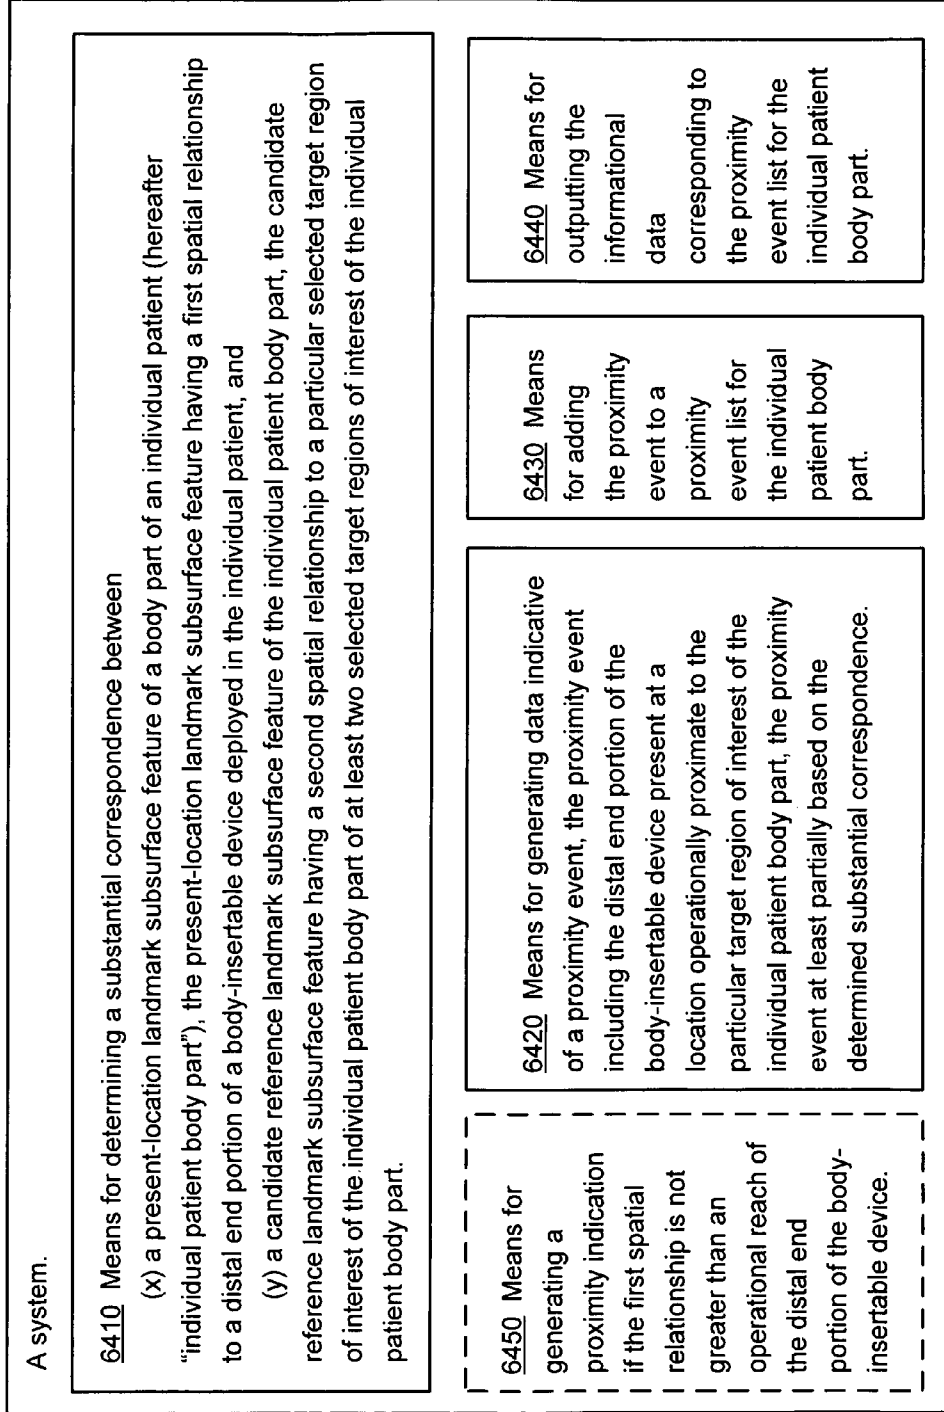 A system.
6410 Means for determining a substantial correspondence between
(x) a present-location landmark subsurface feature of a body part of an individual patient (hereafter
"individual patient body part"), the present-location landmark subsurface feature having a first spatial relationship
to a distal end portion of a body-insertable device deployed in the individual patient, and
(y) a candidate reference landmark subsurface feature of the individual patient body part, the candidate
reference landmark subsurface feature having a second spatial relationship to a particular selected target region
of interest of the individual patient body part of at least two selected target regions of interest of the individual
patient body part.
6450 Means for
generating a
proximity indication
if the first spatial
relationship is not
greater than an
operational reach of
the distal end
portion of the body-
insertable device.
6420 Means for generating data indicative
of a proximity event, the proximity event
including the distal end portion of the
body-insertable device present at a
location operationally proximate to the
particular target region of interest of the
individual patient body part, the proximity
event at least partially based on the
determined substantial correspondence.
6430 Means
for adding
the proximity
event to a
proximity
event list for
the individual
patient body
part.
6440 Means for
outputting the
informational
data
corresponding to
the proximity
event list for the
individual patient
body part.